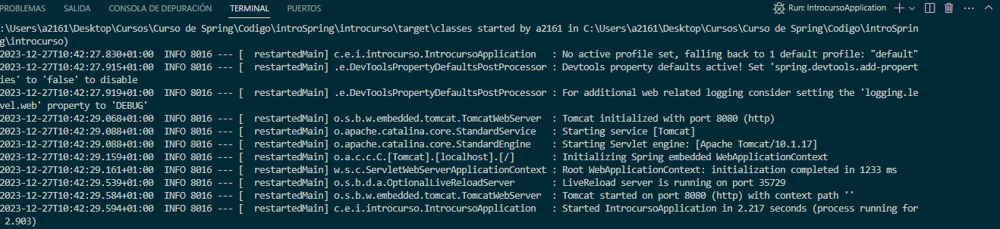 PROBLEMAS SALIDA CONSOLA DE DEPURACIÓN TERMINAL PUERTOS Run: IntrocursoApplication
:\Users\a2161\Desktop\Cursos\Curso de Spring\Codigo\introSpring\introcurso\target\classes started by a2161 in C:\Users\a2161\Desktop\Cursos\Curso de Spring\Codigo\introSprin
g\introcurso)
2023-12-27T10:42:27.830+01:00  INFO 8016 --- [  restartedMain] c.e.i.introcurso.IntrocursoApplication   : No active profile set, falling back to 1 default profile: "default"
2023-12-27T10:42:27.915+01:00  INFO 8016 --- [  restartedMain] .e.DevToolsPropertyDefaultsPostProcessor : Devtools property defaults active! Set 'spring.devtools.add-propert
ies' to 'false' to disable
2023-12-27T10:42:27.919+01:00  INFO 8016 --- [  restartedMain] .e.DevToolsPropertyDefaultsPostProcessor : For additional web related logging consider setting the 'logging.le
vel.web' property to 'DEBUG'
2023-12-27T10:42:29.068+01:00  INFO 8016 --- [  restartedMain] o.s.b.w.embedded.tomcat.TomcatWebServer  : Tomcat initialized with port 8080 (http)
2023-12-27T10:42:29.088+01:00  INFO 8016 --- [  restartedMain] o.apache.catalina.core.StandardService   : Starting service [Tomcat]
2023-12-27T10:42:29.088+01:00  INFO 8016 --- [  restartedMain] o.apache.catalina.core.StandardEngine    : Starting Servlet engine: [Apache Tomcat/10.1.17]
2023-12-27T10:42:29.159+01:00  INFO 8016 --- [  restartedMain] o.a.c.c.C.[Tomcat].[localhost].[/]       : Initializing Spring embedded WebApplicationContext
2023-12-27T10:42:29.161+01:00  INFO 8016 --- [  restartedMain] w.s.c.ServletWebServerApplicationContext : Root WebApplicationContext: initialization completed in 1233 ms
2023-12-27T10:42:29.539+01:00  INFO 8016 --- [  restartedMain] o.s.b.d.a.OptionalLiveReloadServer       : LiveReload server is running on port 35729
2023-12-27T10:42:29.584+01:00  INFO 8016 --- [  restartedMain] o.s.b.w.embedded.tomcat.TomcatWebServer  : Tomcat started on port 8080 (http) with context path ''
2023-12-27T10:42:29.594+01:00  INFO 8016 --- [  restartedMain] c.e.i.introcurso.IntrocursoApplication   : Started IntrocursoApplication in 2.217 seconds (process running for
 2.903)